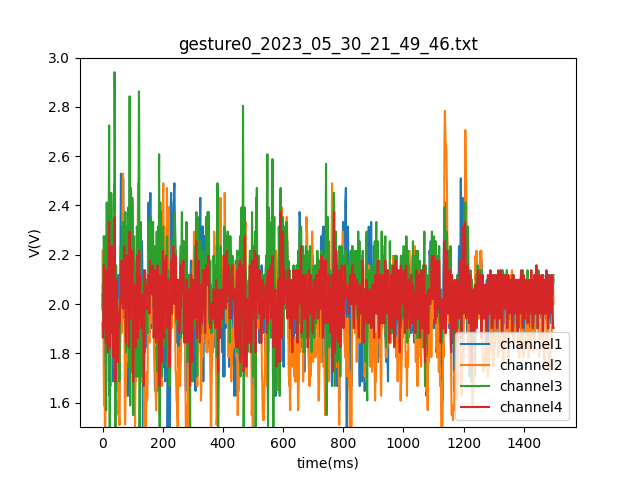 gesture0_2023_05_30_21_49_46.txt
3.0
2.8
2.6
2.4
2.2
2.0
1.8
1.6
V(V)
channel1
channel2
channel3
channel4
0 200 400 600 800 1000 1200 1400
time(ms)